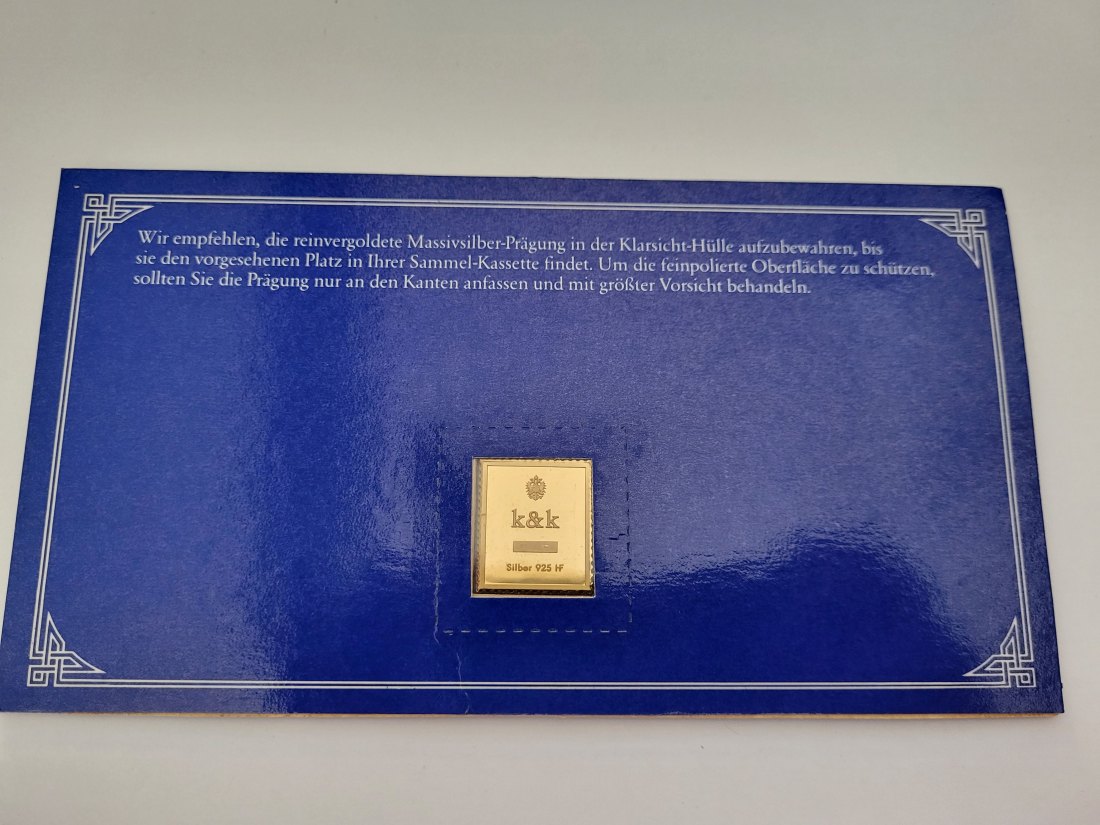 Wir empfehlen, die reinvergoldete Massivsilber-Prägung in der Klarsicht-Hülle aufzubewahren, bis
sie den vorgesehenen Platz in Ihrer Sammel-Kassette findet. Um die feinpolierte Oberfläche zu schützen,
sollten Sie die Prägung nur an den Kanten anfassen und mit größter Vorsicht behandeln.
k&k
Silber 925 HF